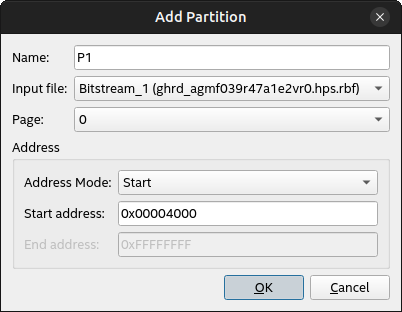 Add Partition
Name: P1
Input file: Bitstream_1 (ghrd_agmf039r47a1e2vr0.hps.rbf)
Page: 0
Address
Address Mode: Start
Start address: 0x00004000
End address: 0xFFFFFFFF
OK Cancel